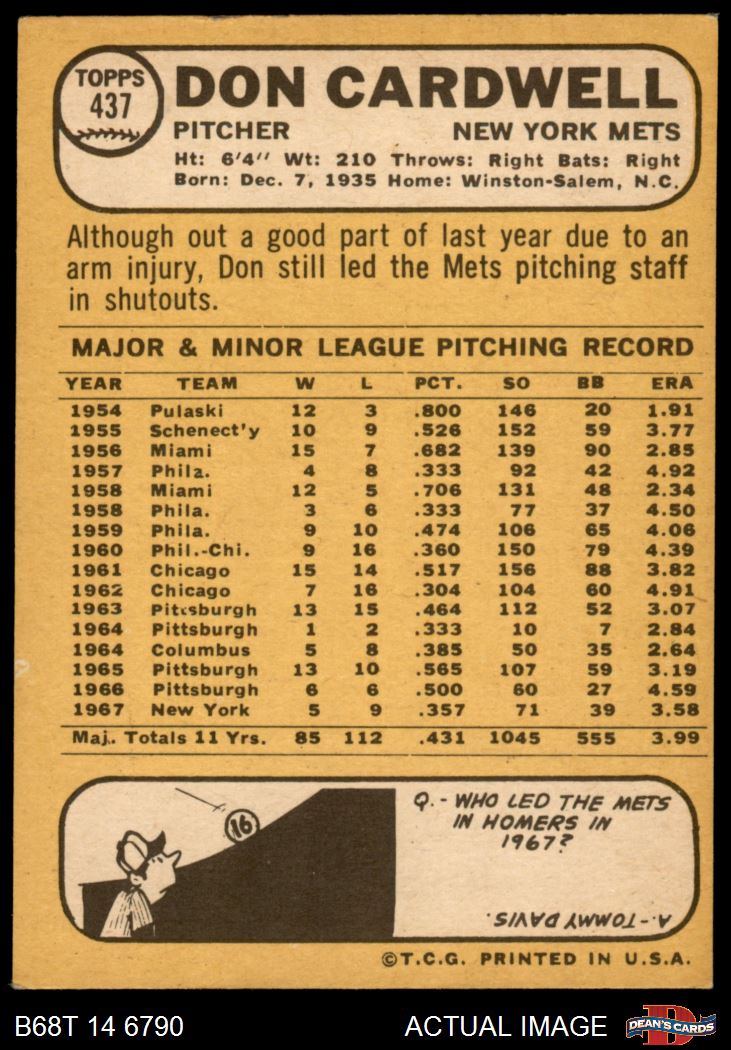 TOPPS
437
DON CARDWELL
PITCHER NEW YORK METS
Ht: 6'4" Wt: 210 Throws: Right Bats: Right
Born: Dec. 7, 1935 Home: Winston-Salem, N.C.
Although out a good part of last year due to an
arm injury, Don still led the Mets pitching staff
in shutouts.
MAJOR & MINOR LEAGUE PITCHING RECORD
YEAR TEAM W L PCT. SO BB ERA
1954 Pulaski 12 3 .800 146 20 1.91
1955 Schenect'y 10 9 .526 152 59 3.77
1956 Miami 15 7 .682 139 90 2.85
1957 Phila. 4 8 .333 92 42 4.92
1958 Miami 12 5 .706 131 48 2.34
1958 Phila. 3 6 .333 77 37 4.50
1959 Phila. 9 10 .474 106 65 4.06
1960 Phil.-Chi. 9 16 .360 150 79 4.39
1961 Chicago 15 14 .517 156 88 3.82
1962 Chicago 7 16 .304 104 60 4.91
1963 Pittsburgh 13 15 .464 112 52 3.07
1964 Pittsburgh 1 2 .333 10 7 2.84
1964 Columbus 5 8 .385 50 35 2.64
1965 Pittsburgh 13 10 .565 107 59 3.19
1966 Pittsburgh 6 6 .500 60 27 4.59
1967 New York 5 9 .357 71 39 3.58
Maj. Totals 11 Yrs. 85 112 .431 1045 555 3.99
16
Q.- WHO LED THE METS
IN HOMERS IN
1967?
A.- TOMMY DAVIS.
©T.C.G. PRINTED IN U.S.A.
B68T 14 6790 ACTUAL IMAGE
D
DEAN'S CARDS